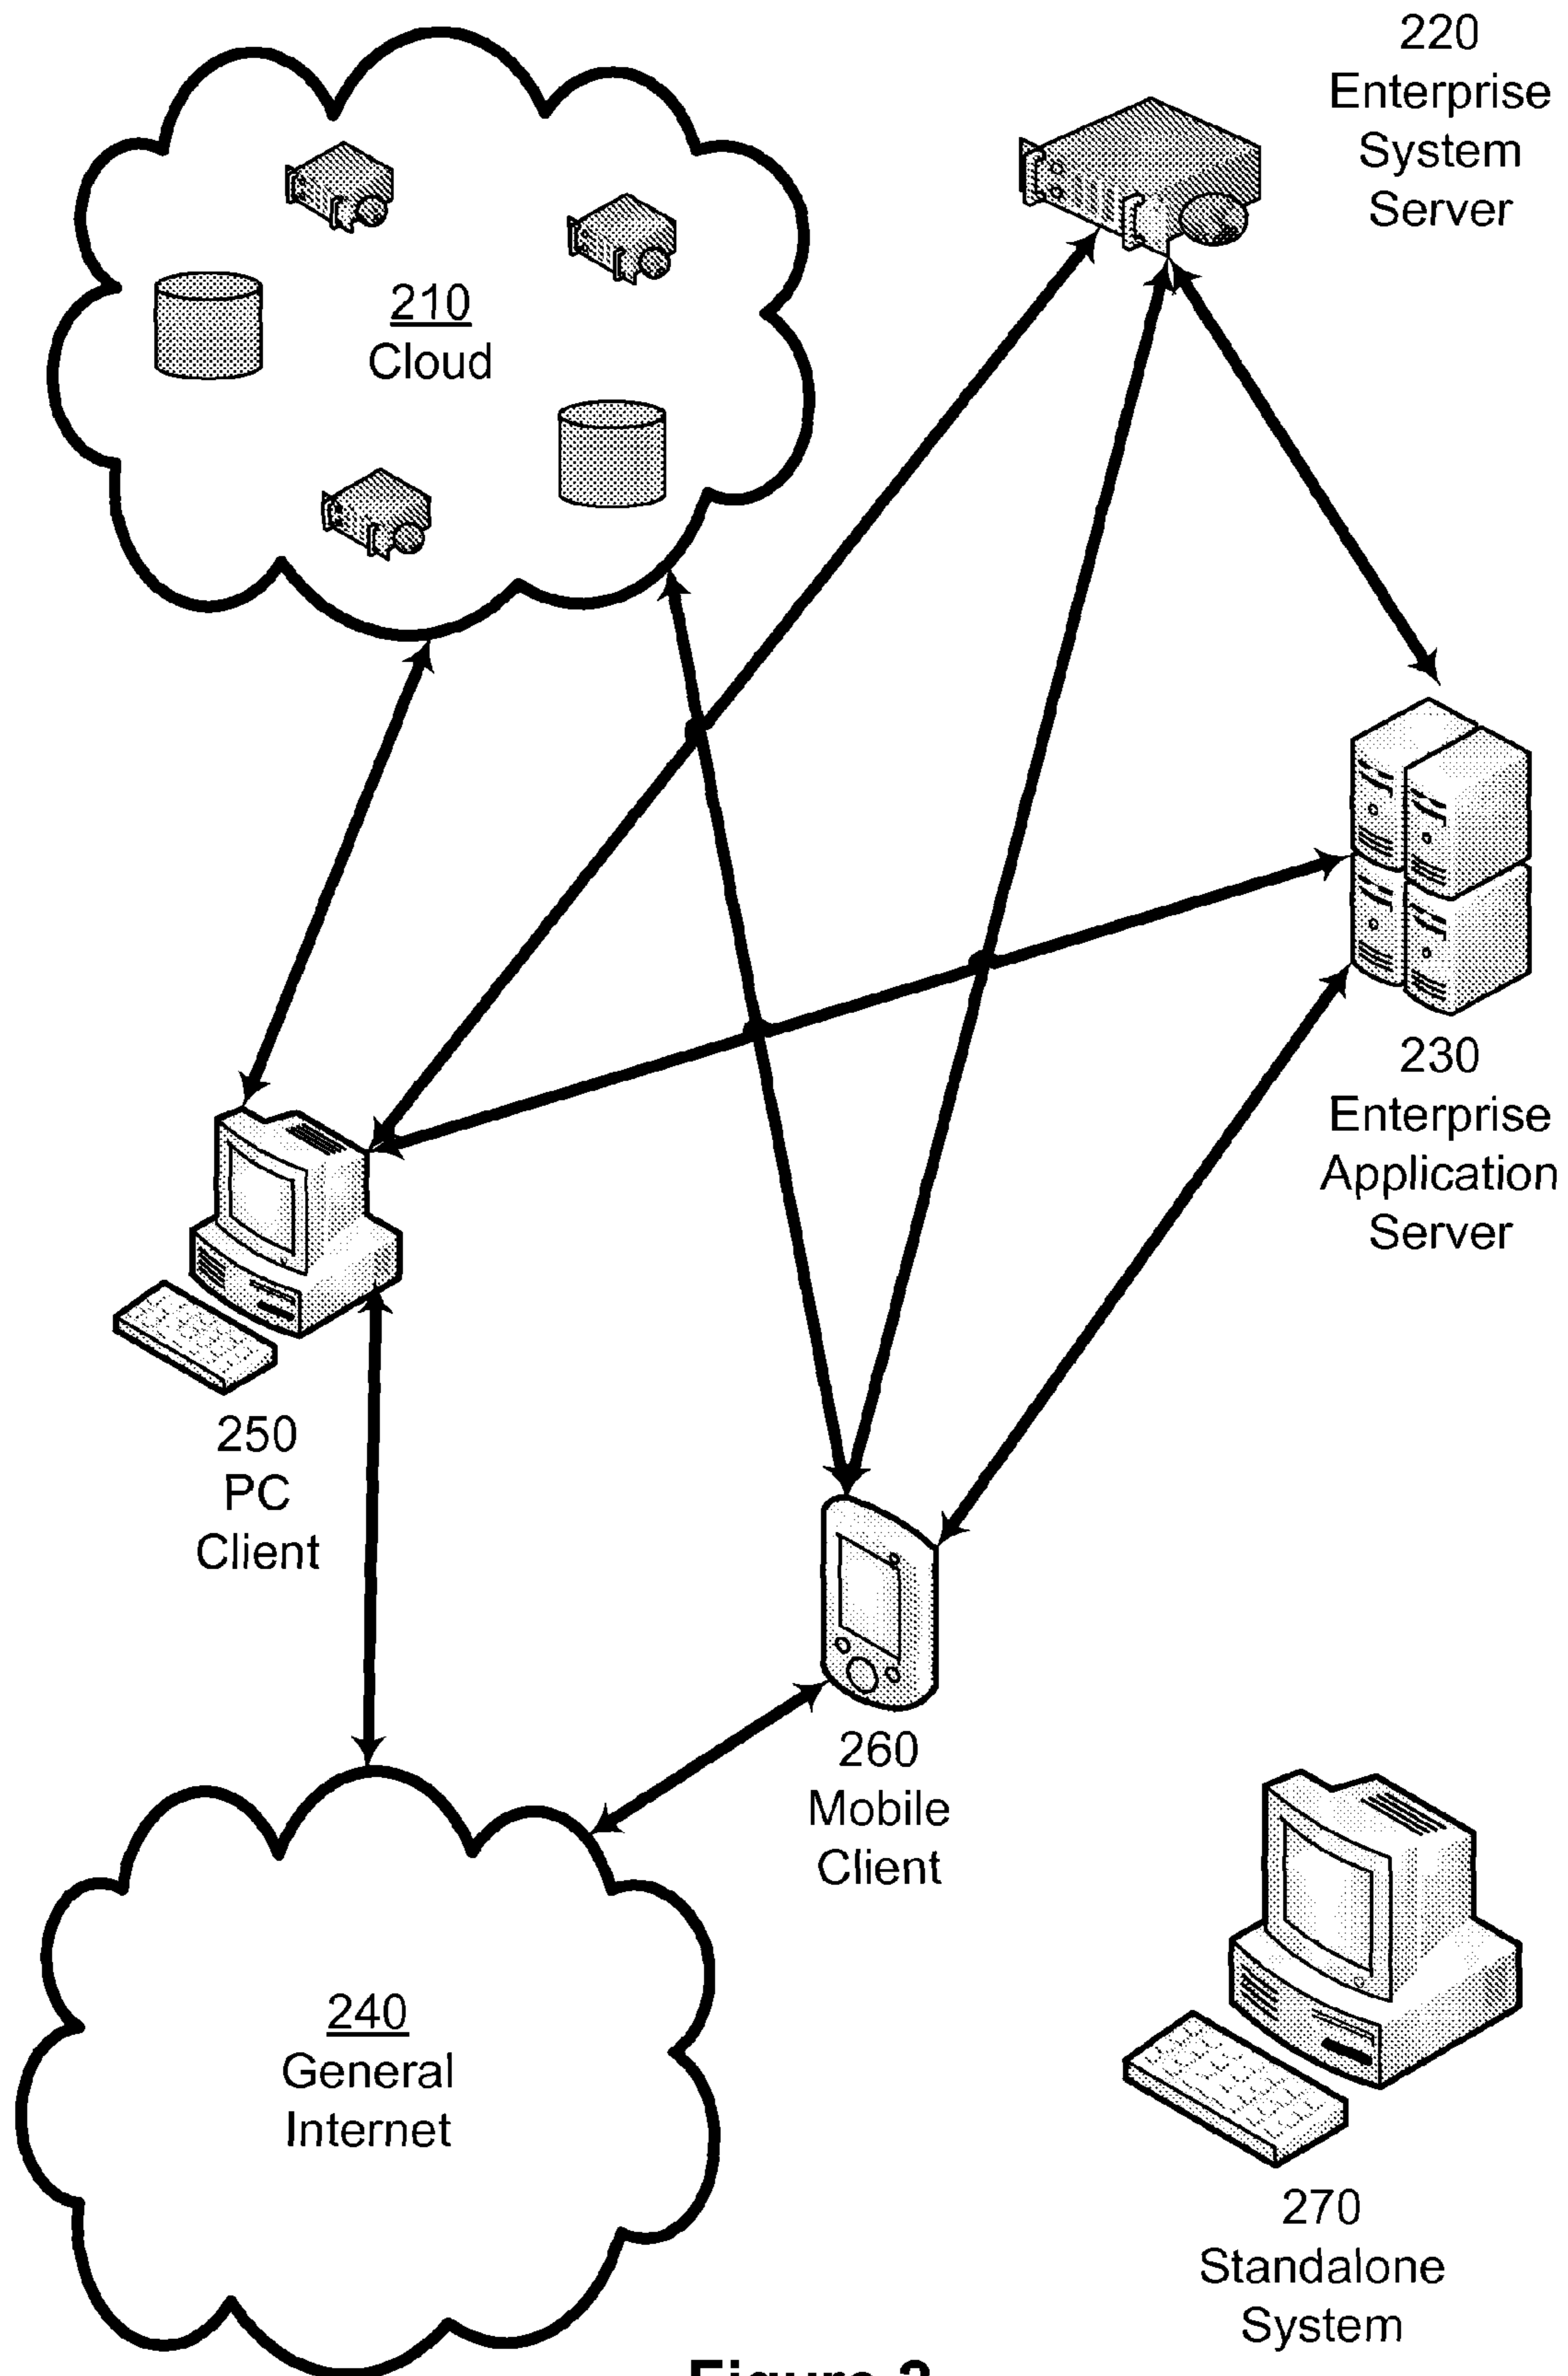 220
Enterprise
System
Server
210
Cloud
230
Enterprise
Application
Server
250
PC
Client
260
Mobile
Client
240
General
Internet
270
Standalone
System